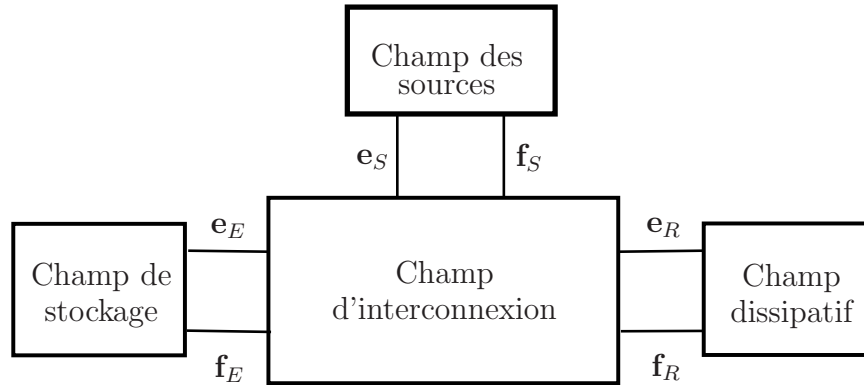 Champ des
sources
e_S
f_S
e_E
e_R
Champ de
stockage
Champ
d'interconnexion
Champ
dissipatif
f_E
f_R